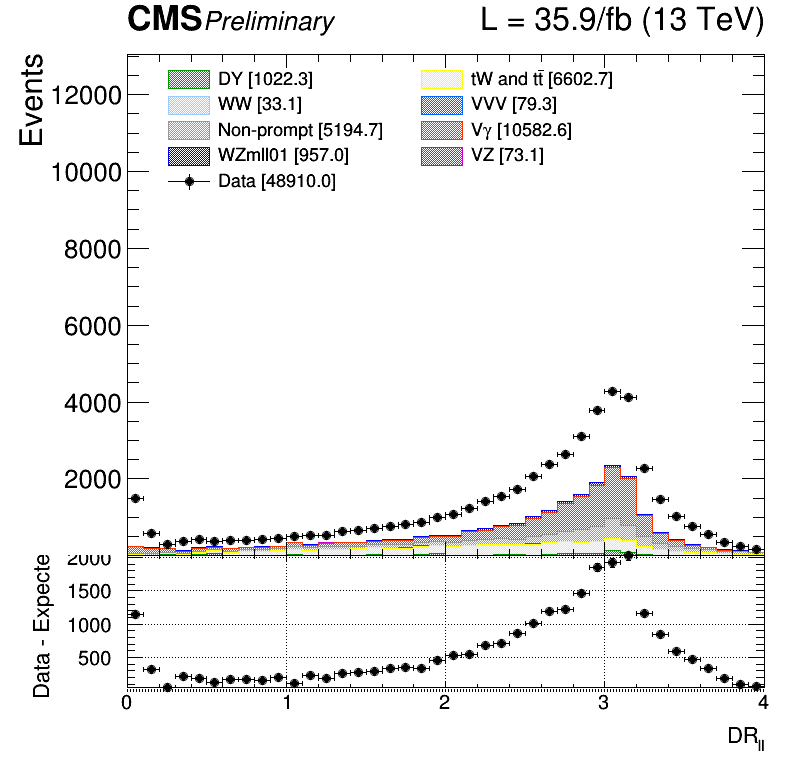 CMS Preliminary L = 35.9/fb (13 TeV)
Events
12000
10000
8000
6000
4000
2000
DY [1022.3]
WW [33.1]
Non-prompt [5194.7]
WZmll01 [957.0]
Data [48910.0]
tW and tt̄ [6602.7]
VVV [79.3]
Vγ [10582.6]
VZ [73.1]
Data - Expecte
2000
1500
1000
500
0 1 2 3 4
DR_ll